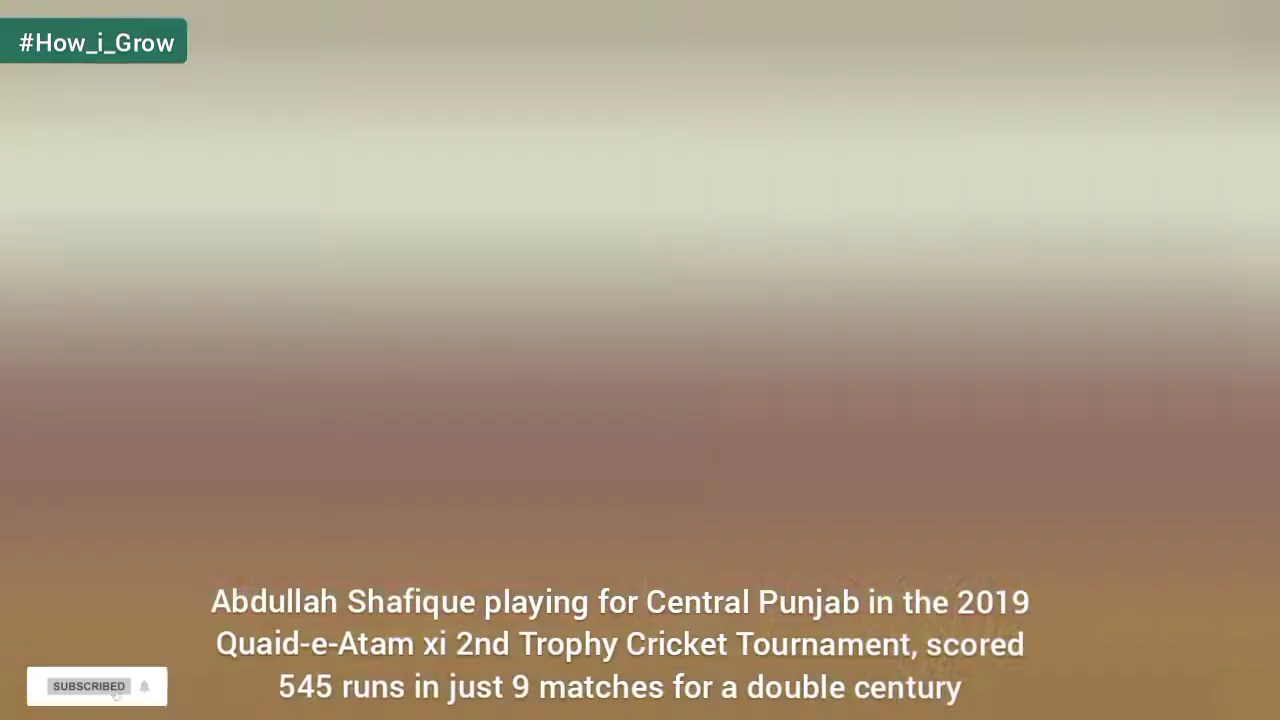 #How_i_Grow
Abdullah Shafique playing for Central Punjab in the 2019
Quaid-e-Atam xi 2nd Trophy Cricket Tournament, scored
545 runs in just 9 matches for a double century
SUBSCRIBED